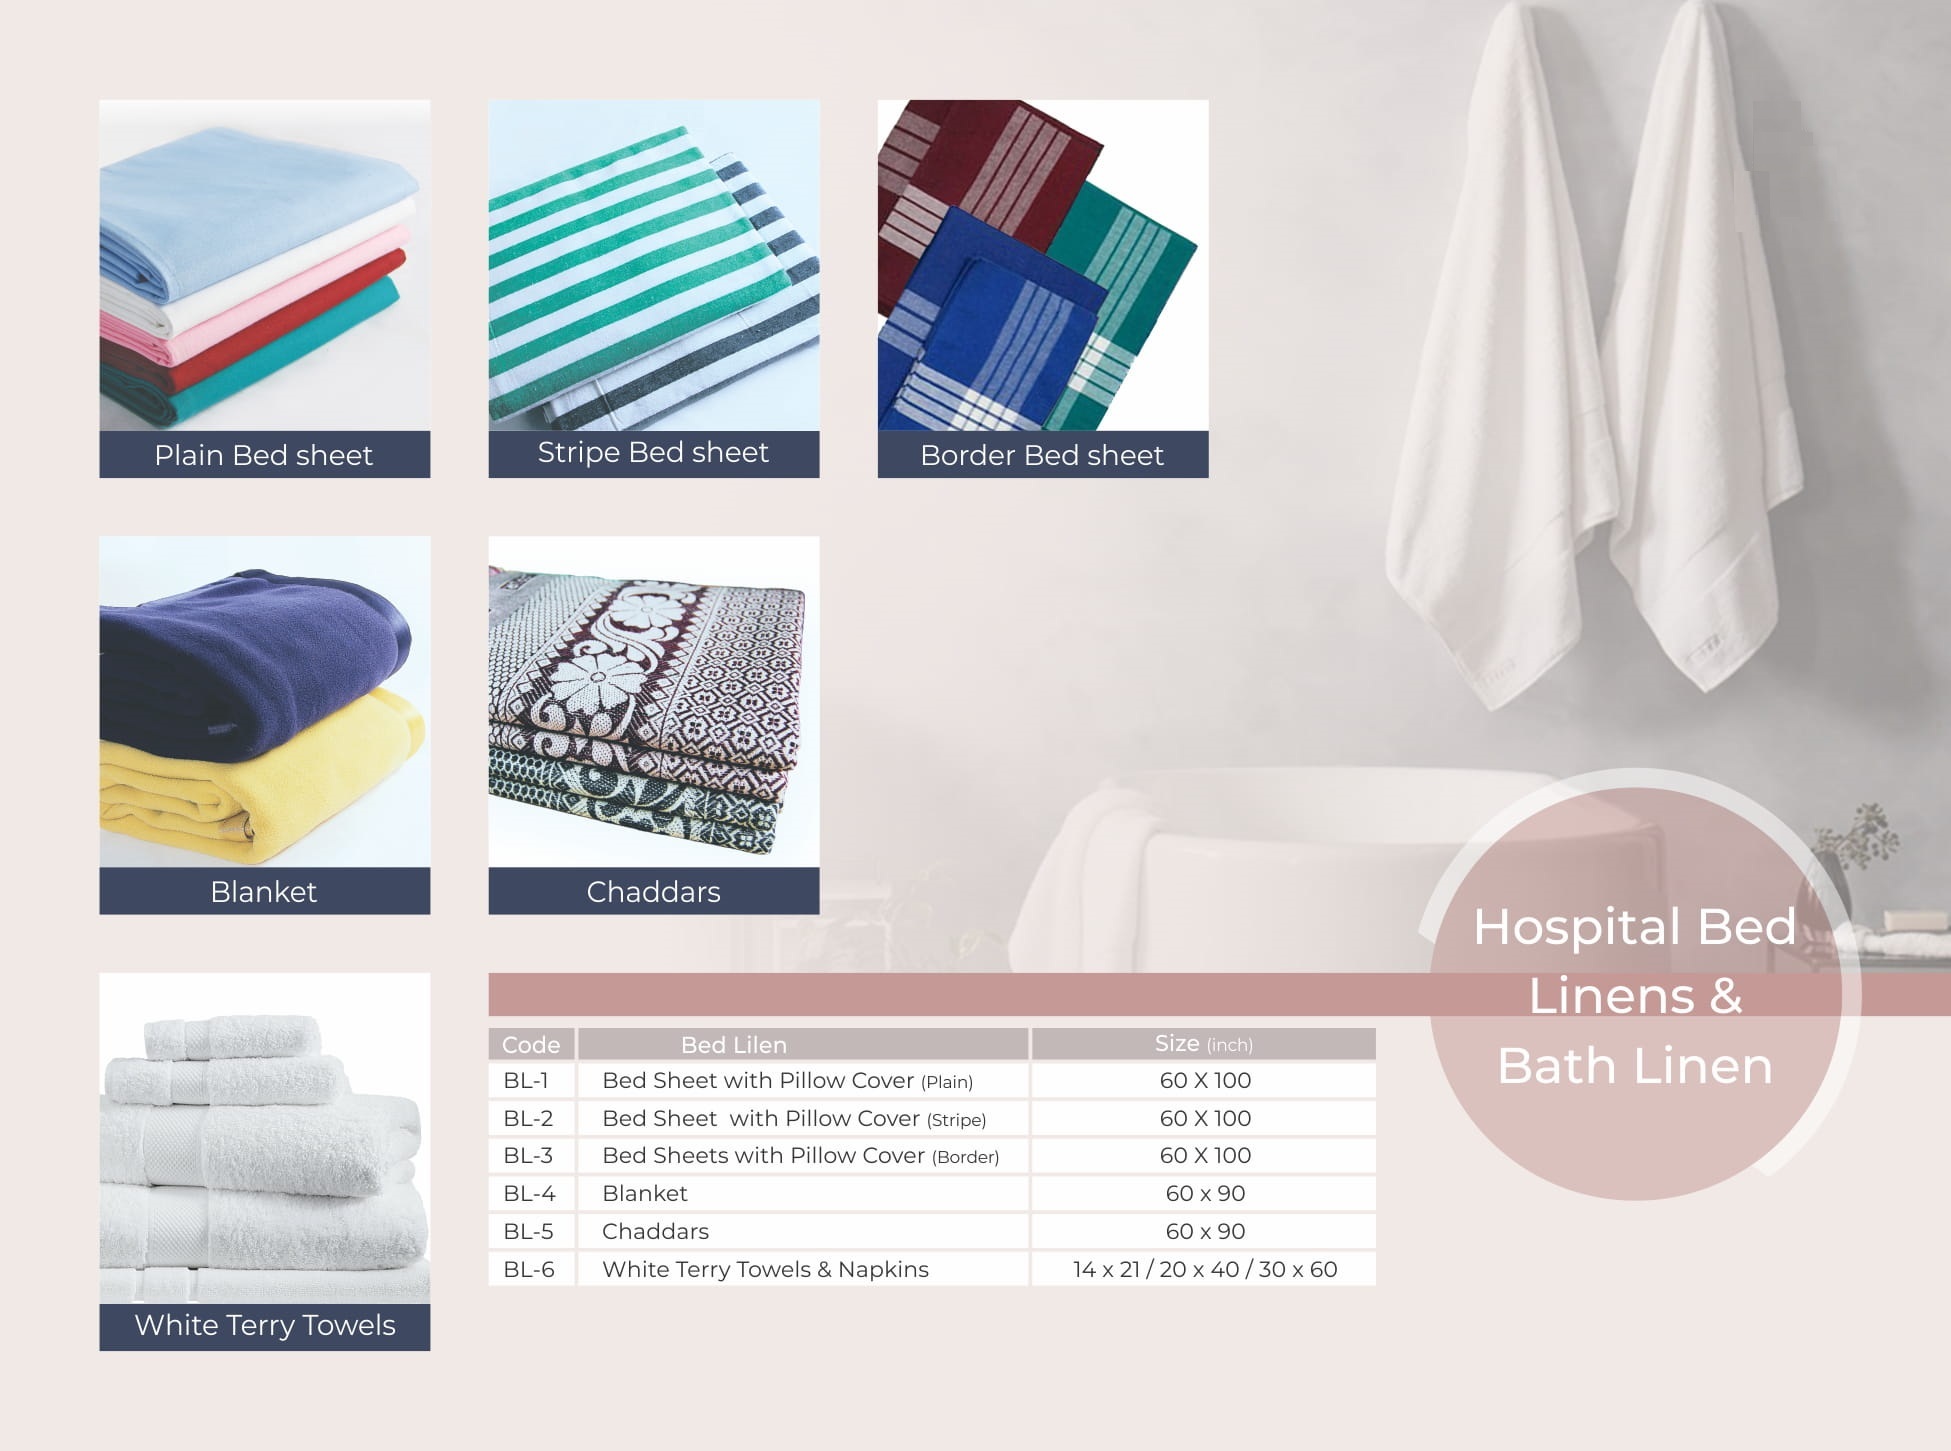 Plain Bed sheet
Stripe Bed sheet
Border Bed sheet
Blanket
Chaddars
White Terry Towels
Hospital Bed
Linens &
Bath Linen
Code Bed Lilen Size (inch)
BL-1 Bed Sheet with Pillow Cover (Plain) 60 X 100
BL-2 Bed Sheet with Pillow Cover (Stripe) 60 X 100
BL-3 Bed Sheets with Pillow Cover (Border) 60 X 100
BL-4 Blanket 60 x 90
BL-5 Chaddars 60 x 90
BL-6 White Terry Towels & Napkins 14 x 21 / 20 x 40 / 30 x 60